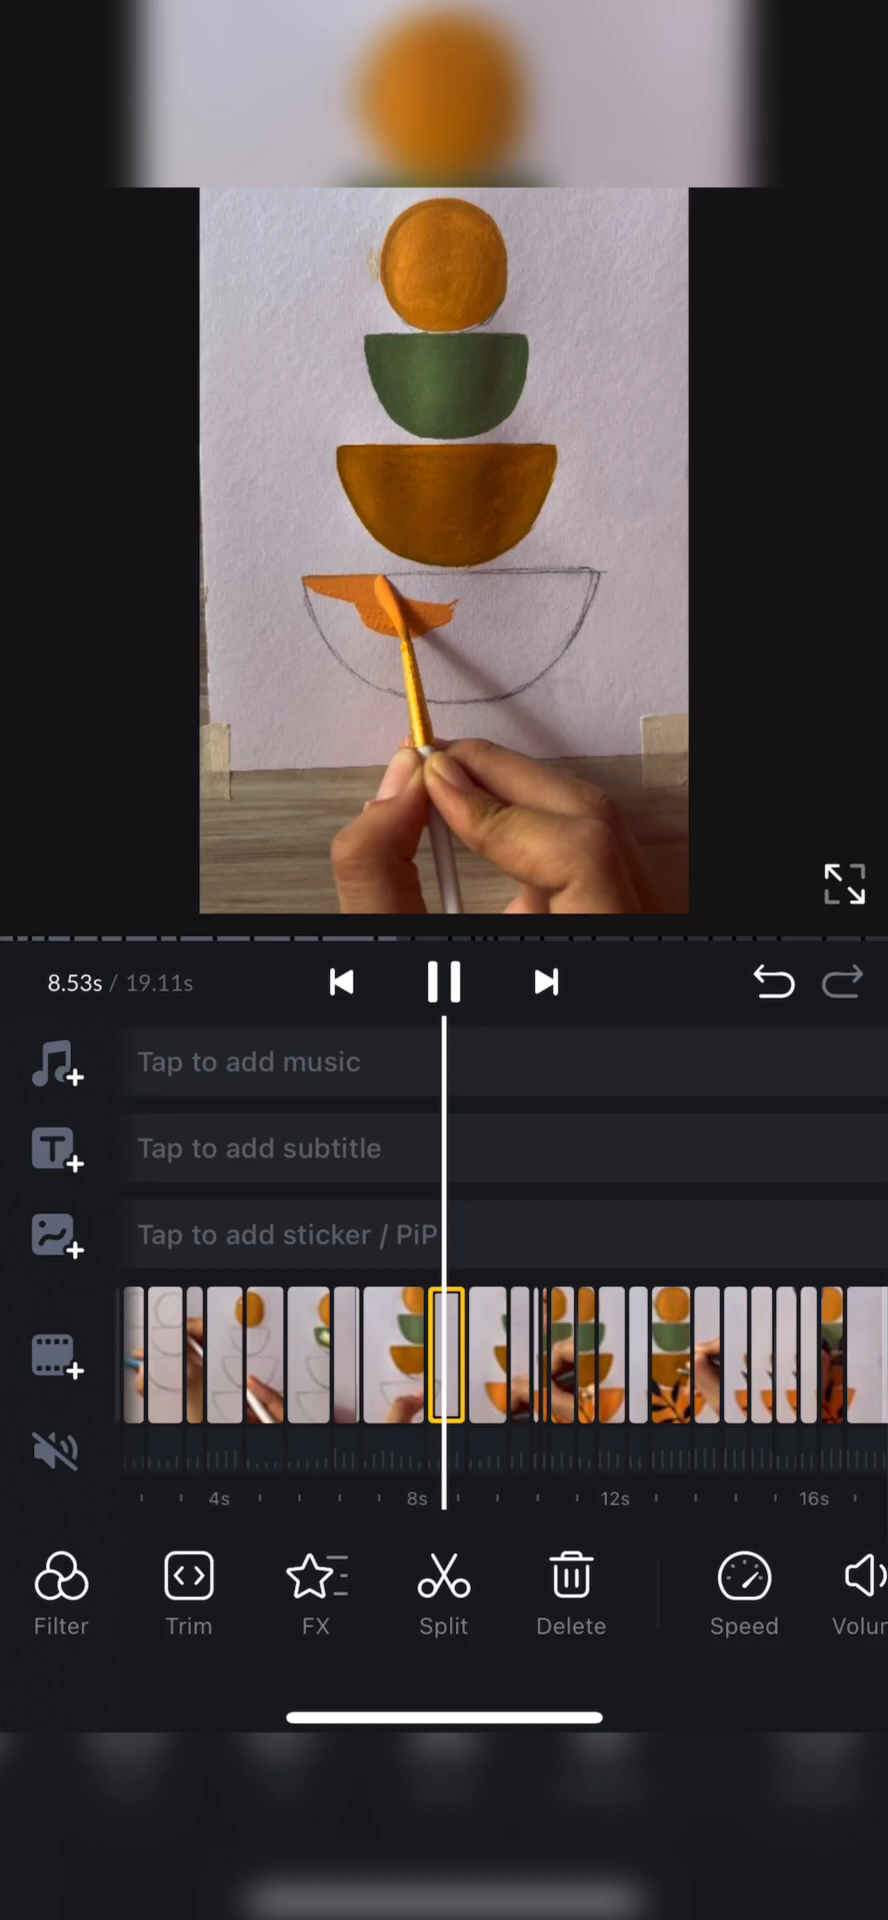 8.53s / 19.11s
Tap to add music
Tap to add subtitle
Tap to add sticker / PiP
4s 8s 12s 16s
Filter Trim FX Split Delete Speed Volur